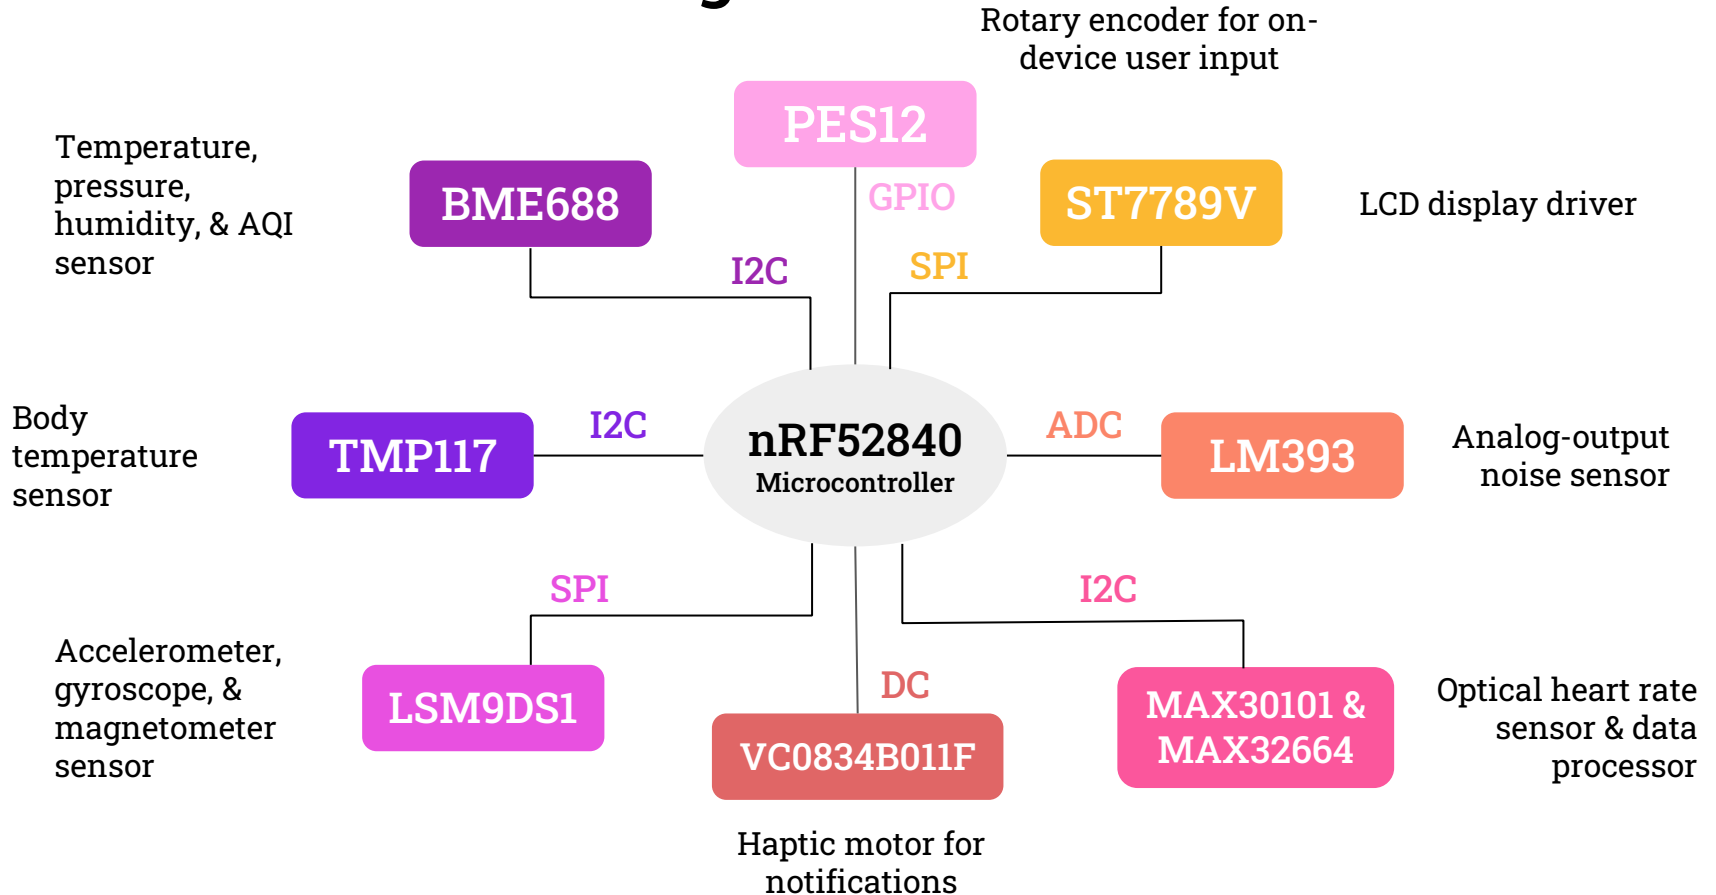 Rotary encoder for on-
device user input
PES12
GPIO
Temperature,
pressure,
humidity, & AQI
sensor
BME688
I2C
ST7789V
SPI
LCD display driver
Body
temperature
sensor
TMP117
I2C
nRF52840
Microcontroller
ADC
LM393
Analog-output
noise sensor
SPI
LSM9DS1
Accelerometer,
gyroscope, &
magnetometer
sensor
DC
VC0834B011F
Haptic motor for
notifications
I2C
MAX30101 &
MAX32664
Optical heart rate
sensor & data
processor